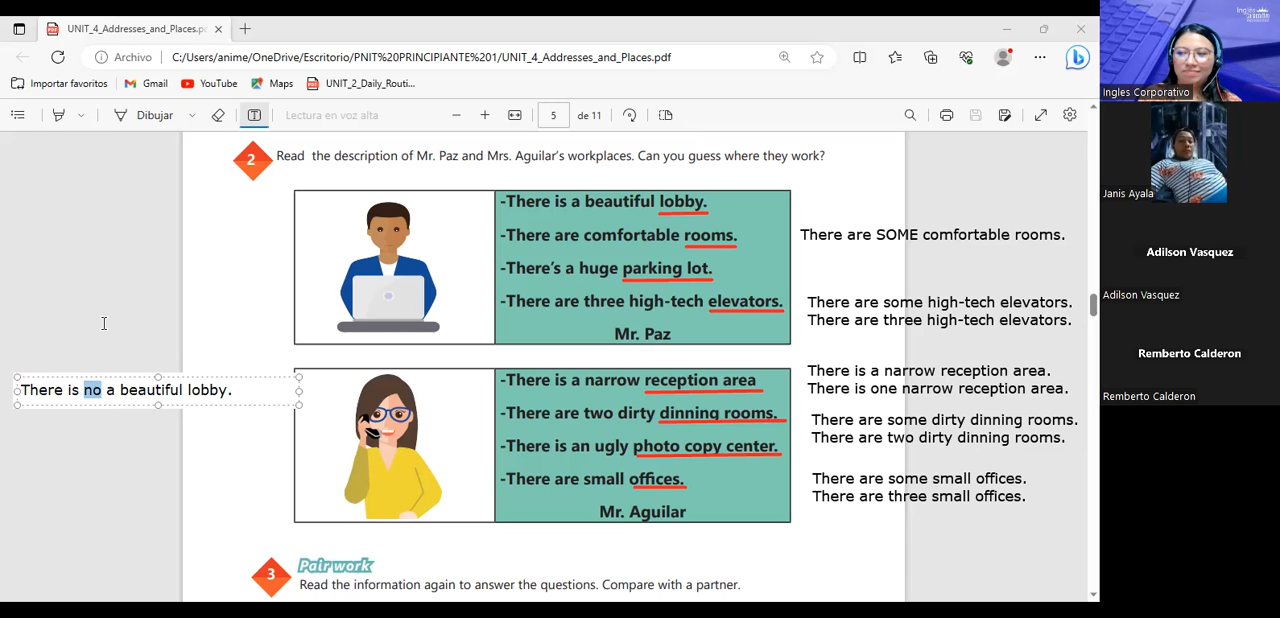 UNIT_4_Addresses_and_Places.pc
Archivo C:/Users/anime/OneDrive/Escritorio/PNIT%20PRINCIPIANTE%201/UNIT_4_Addresses_and_Places.pdf
Importar favoritos Gmail YouTube Maps UNIT_2_Daily_Routi...
Dibujar Lectura en voz alta 5 de 11
2 Read the description of Mr. Paz and Mrs. Aguilar's workplaces. Can you guess where they work?
-There is a beautiful lobby.
-There are comfortable rooms.
There are SOME comfortable rooms.
-There's a huge parking lot.
-There are three high-tech elevators.
There are some high-tech elevators.
There are three high-tech elevators.
Mr. Paz
There is no a beautiful lobby.
-There is a narrow reception area
There is a narrow reception area.
There is one narrow reception area.
-There are two dirty dinning rooms.
There are some dirty dinning rooms.
There are two dirty dinning rooms.
-There is an ugly photo copy center.
-There are small offices.
There are some small offices.
There are three small offices.
Mr. Aguilar
3 Pair work
Read the information again to answer the questions. Compare with a partner.
Ingles Corporativo
Janis Ayala
Adilson Vasquez
Adilson Vasquez
Remberto Calderon
Remberto Calderon